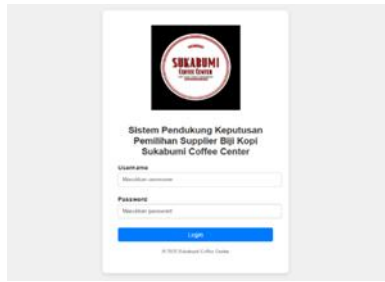 SUKABUMI
COFFEE CENTER
Sistem Pendukung Keputusan
Pemilihan Supplier Biji Kopi
Sukabumi Coffee Center
Username
Masukkan username
Password
Masukkan password
Login
Sukabumi Coffee Center